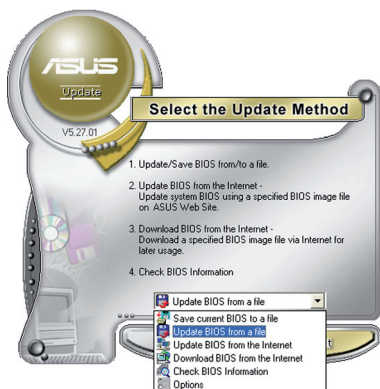 ASUS
Update
V5.27.01
Select the Update Method
1. Update/Save BIOS from/to a file.
2. Update BIOS from the Internet -
Update system BIOS using a specified BIOS image file
on ASUS Web Site.
3. Download BIOS from the Internet -
Download a specified BIOS image file via Internet for
later usage.
4. Check BIOS Information
Update BIOS from a file
Save current BIOS to a file
Update BIOS from a file
Update BIOS from the Internet
Download BIOS from the Internet
Check BIOS Information
Options